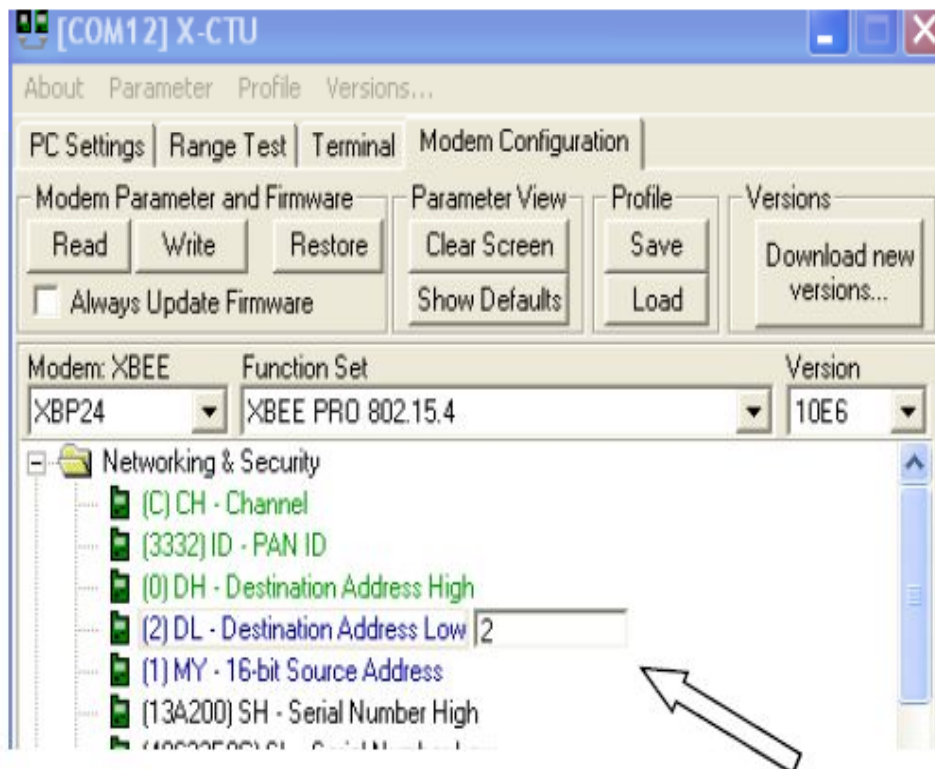 [COM12] X-CTU
About Parameter Profile Versions...
PC Settings Range Test Terminal Modem Configuration
Modem Parameter and Firmware Parameter View Profile Versions
Read Write Restore Clear Screen Save Download new versions...
Always Update Firmware Show Defaults Load
Modem: XBEE Function Set Version
XBP24 XBEE PRO 802.15.4 10E6
Networking & Security
(C) CH - Channel
(3332) ID - PAN ID
(0) DH - Destination Address High
(2) DL - Destination Address Low 2
(1) MY - 16-bit Source Address
(13A200) SH - Serial Number High